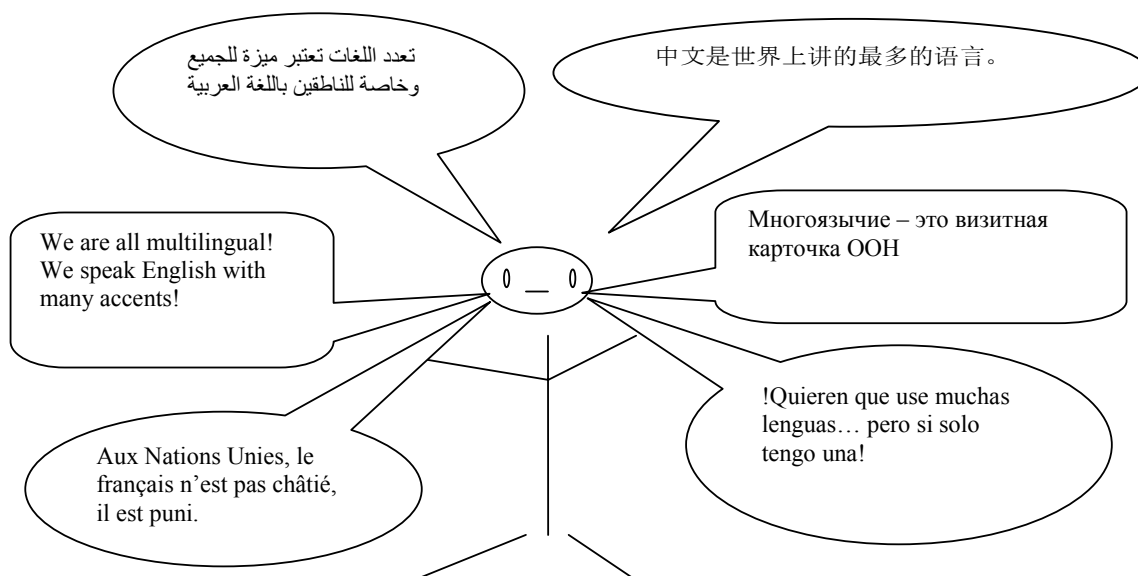 تعدد اللغات تعتبر ميزة للجميع
وخاصة للناطقين باللغة العربية
中文是世界上讲的最多的语言。
We are all multilingual!
We speak English with
many accents!
Многоязычие – это визитная
карточка ООН
Aux Nations Unies, le
français n’est pas châtié,
il est puni.
!Quieren que use muchas
lenguas… pero si solo
tengo una!